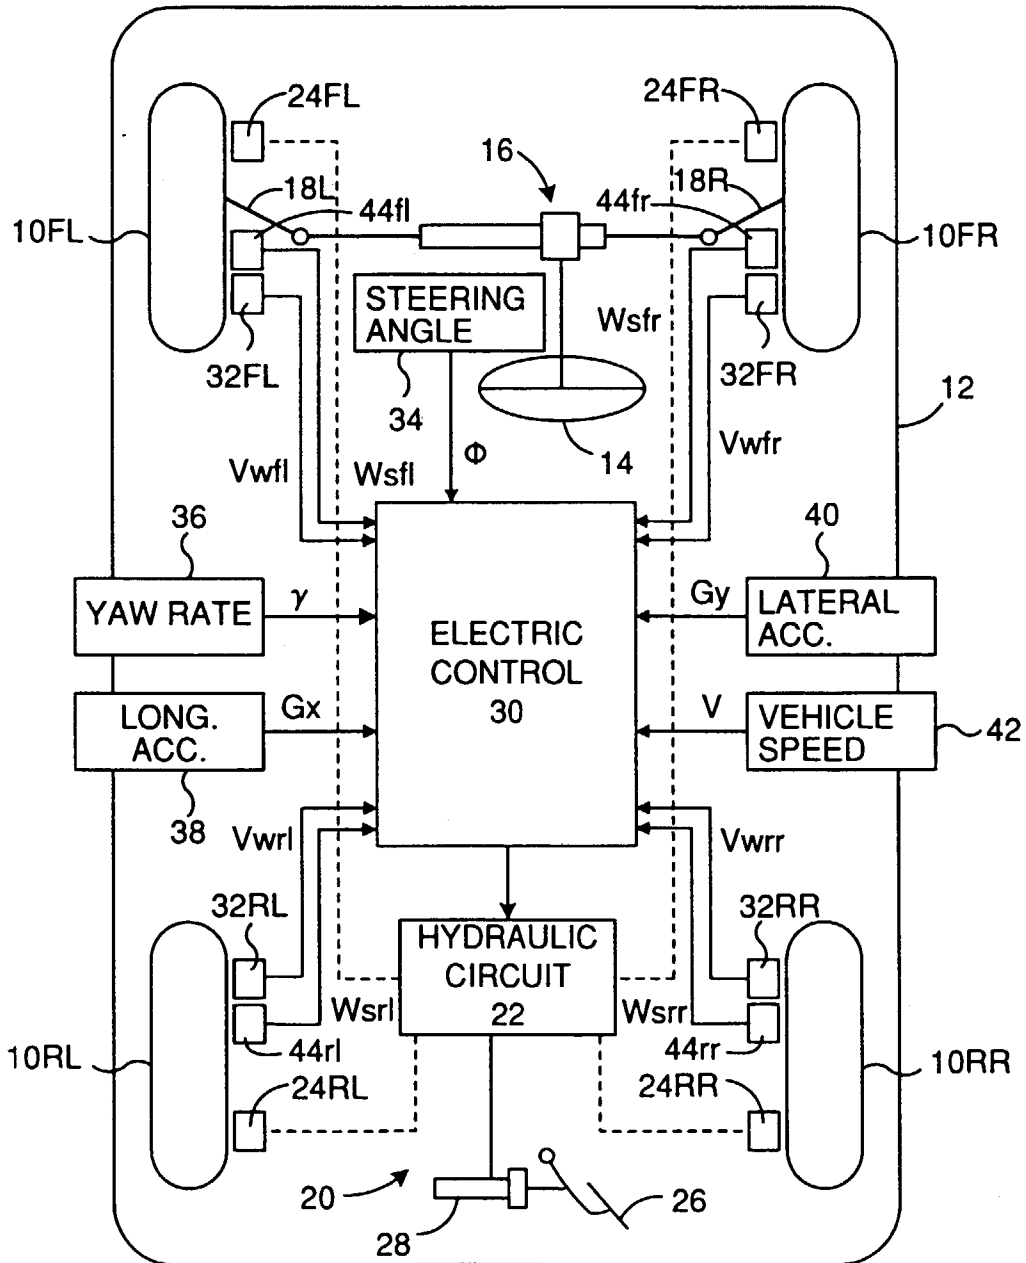 24FL
24FR
16
18L
18R
44fl
44fr
10FL
10FR
STEERING
ANGLE
Wsfr
32FL
32FR
12
34
14
Vwfl
Wsfl
Φ
Vwfr
36
40
YAW RATE
γ
Gy
LATERAL
ACC.
ELECTRIC
CONTROL
30
LONG.
ACC.
Gx
V
VEHICLE
SPEED
42
38
Vwrl
Vwrr
32RL
32RR
HYDRAULIC
CIRCUIT
22
Wsrl
Wsrr
44rl
44rr
10RL
10RR
24RL
24RR
20
26
28